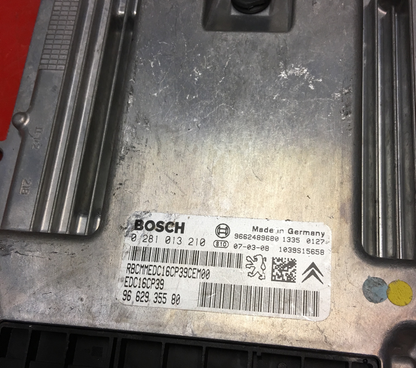 BOSCH
Made in Germany
0 281 013 210
BIO
9662489680 1335 0127
07-03-08
1039S15658
RBCMMEDC16CP39CEM00
EDC16CP39
96 629 355 80